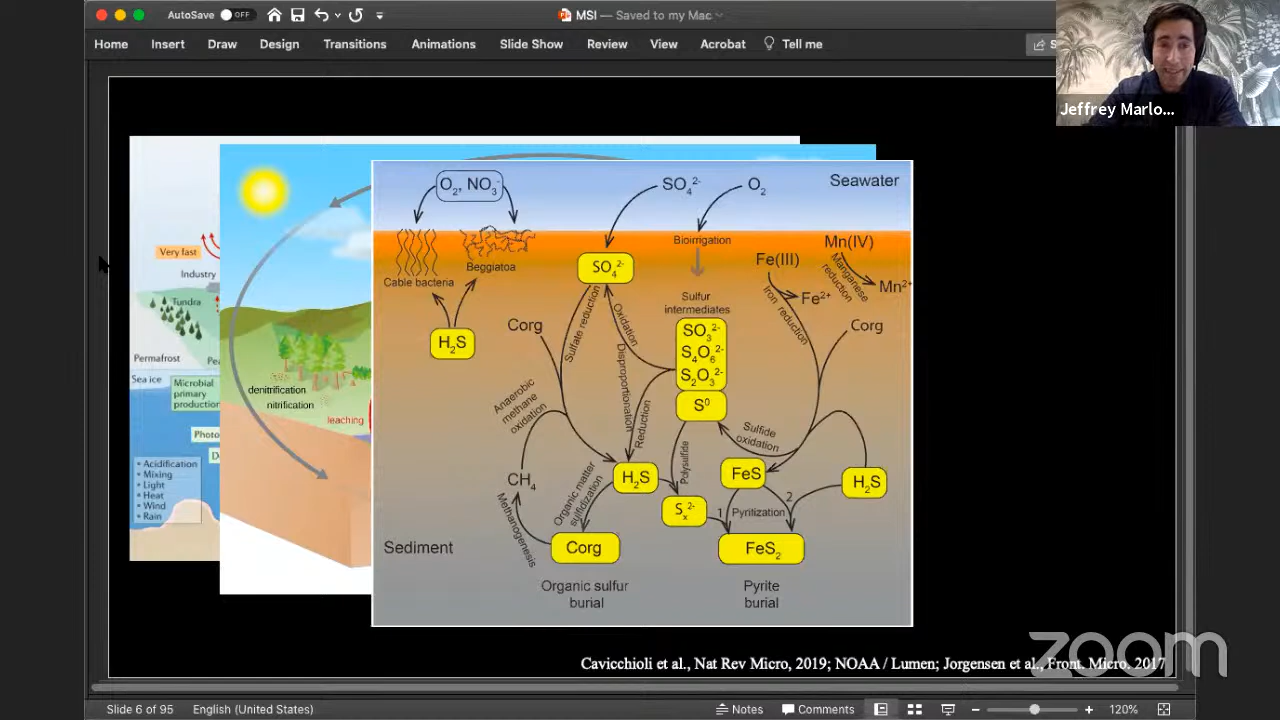 AutoSave OFF
MSI — Saved to my Mac
Home Insert Draw Design Transitions Animations Slide Show Review View Acrobat Tell me
Jeffrey Marlo...
Very fast
Industry
Tundra
Permafrost
Sea ice
Microbial
primary
production
Photo
• Acidification
• Mixing
• Light
• Heat
• Wind
• Rain
denitrification
nitrification
leaching
O₂, NO₃⁻
SO₄²⁻
O₂
Seawater
Cable bacteria
Beggiatoa
H₂S
SO₄²⁻
Bioirrigation
Mn(IV)
Manganese
reduction
Mn²⁺
Fe(III)
Iron reduction
Fe²⁺
Sulfur
intermediates
SO₃²⁻
S₄O₆²⁻
S₂O₃²⁻
S⁰
Corg
Sulfate reduction
Oxidation
Disproportionation
Reduction
Corg
Anaerobic
methane
oxidation
Polysulfide
Sulfide
oxidation
CH₄
Methanogenesis
Organic matter
sulfidization
H₂S
Sₓ²⁻
FeS
H₂S
1
Pyritization
2
Sediment
Corg
FeS₂
Organic sulfur
burial
Pyrite
burial
zoom
Cavicchioli et al., Nat Rev Micro, 2019; NOAA / Lumen; Jorgensen et al., Front. Micro. 2017
Slide 6 of 95 English (United States) Notes Comments 120%